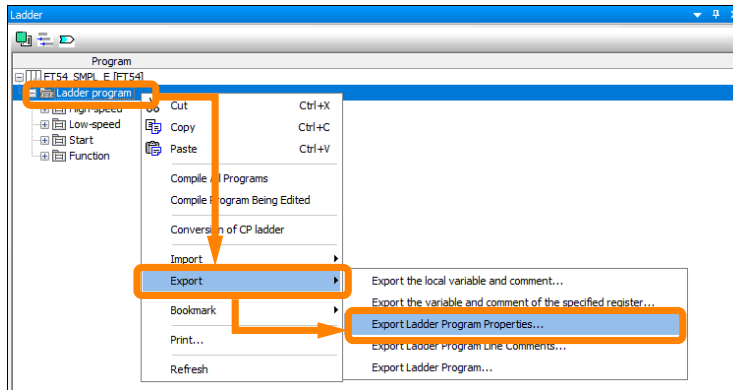 Ladder
Program
FT54_SMPL_E [FT54]
Ladder program
High-speed
Low-speed
Start
Function
Cut Ctrl+X
Copy Ctrl+C
Paste Ctrl+V
Compile All Programs
Compile Program Being Edited
Conversion of CP ladder
Import
Export
Bookmark
Print...
Refresh
Export the local variable and comment...
Export the variable and comment of the specified register...
Export Ladder Program Properties...
Export Ladder Program Line Comments...
Export Ladder Program...